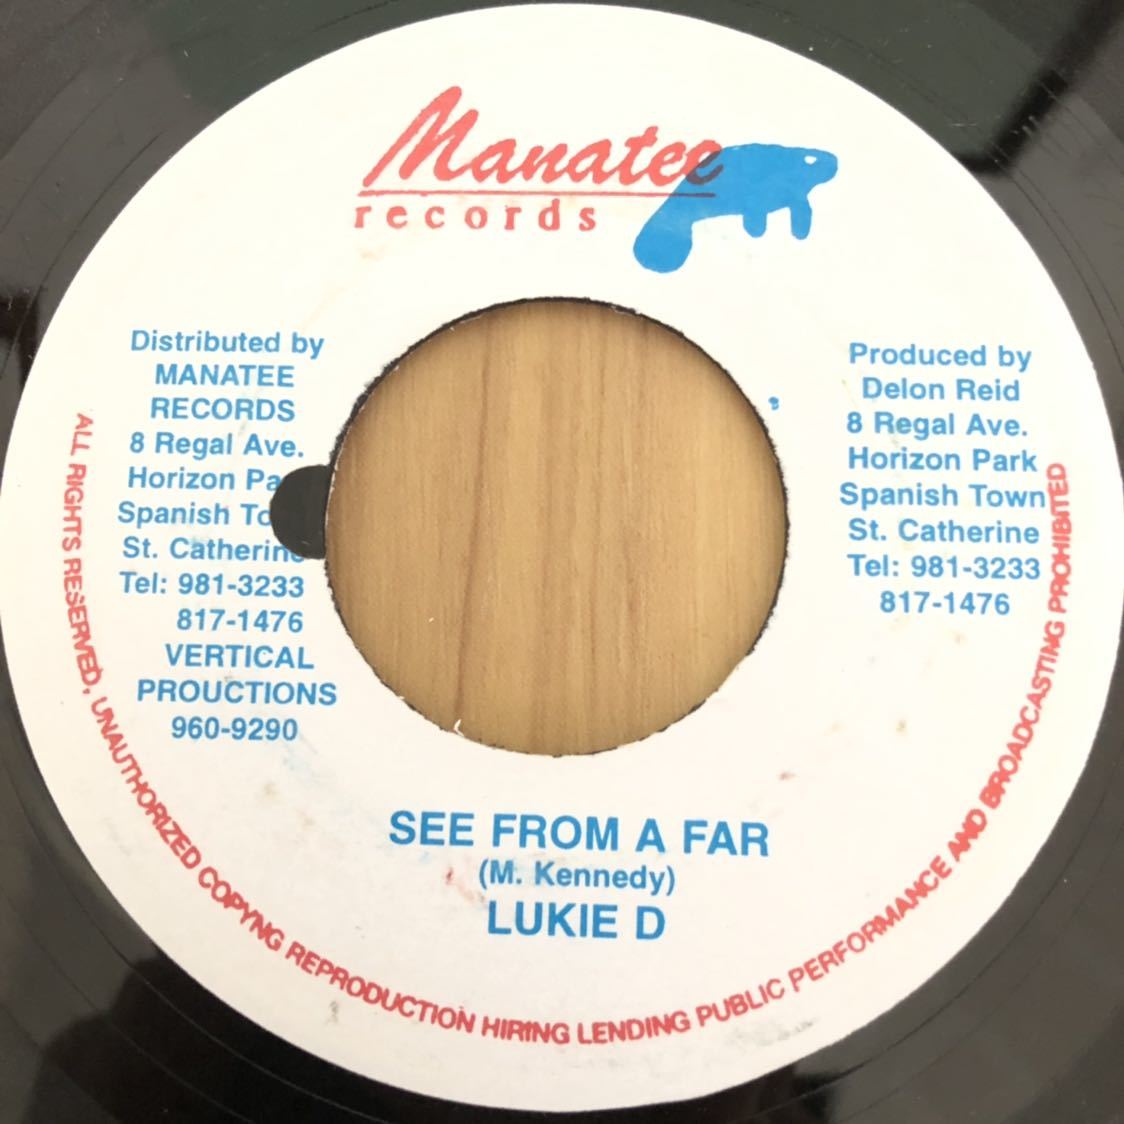 Manatee
records
Distributed by
MANATEE
RECORDS
8 Regal Ave.
Horizon Pa
Spanish To
St. Catherine
Tel: 981-3233
817-1476
VERTICAL
PROUCTIONS
960-9290
Produced by
Delon Reid
8 Regal Ave.
Horizon Park
Spanish Town
St. Catherine
Tel: 981-3233
817-1476
SEE FROM A FAR
(M. Kennedy)
LUKIE D
ALL RIGHTS RESERVED, UNAUTHORIZED COPYNG REPRODUCTION HIRING LENDING PUBLIC PERFORMANCE AND BROADCASTING PROHIBITED